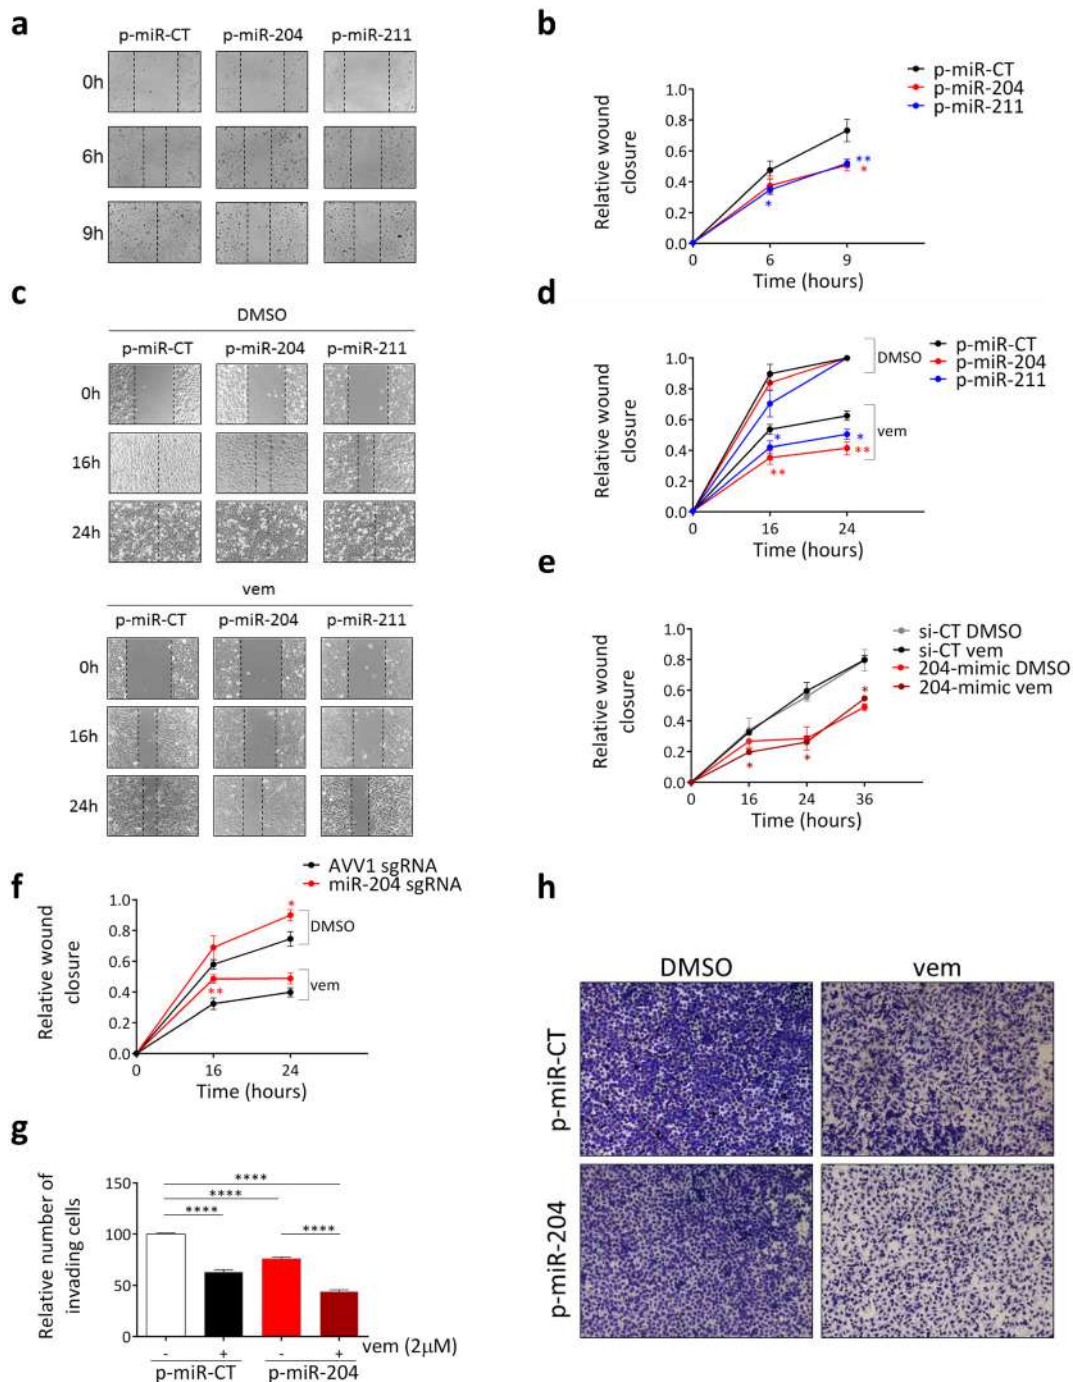 a
p-miR-CT p-miR-204 p-miR-211
0h
6h
9h
b
p-miR-CT
p-miR-204
p-miR-211
Relative wound
closure
0.8
0.6
0.4
0.2
0.0
**
*
*
0 6 9
Time (hours)
c
DMSO
p-miR-CT p-miR-204 p-miR-211
0h
16h
24h
vem
p-miR-CT p-miR-204 p-miR-211
0h
16h
24h
d
p-miR-CT
p-miR-204
p-miR-211
DMSO
vem
Relative wound
closure
1.0
0.8
0.6
0.4
0.2
0.0
* *
** **
0 16 24
Time (hours)
e
si-CT DMSO
si-CT vem
204-mimic DMSO
204-mimic vem
Relative wound
closure
1.0
0.8
0.6
0.4
0.2
0.0
*
* *
0 16 24 36
Time (hours)
f
AVV1 sgRNA
miR-204 sgRNA
Relative wound
closure
1.0
0.8
0.6
0.4
0.2
0.0
*
DMSO
vem
**
0 16 24
Time (hours)
g
Relative number of
invading cells
150
100
50
0
****
****
****
****
- + - + vem (2μM)
p-miR-CT p-miR-204
h
DMSO vem
p-miR-CT
p-miR-204